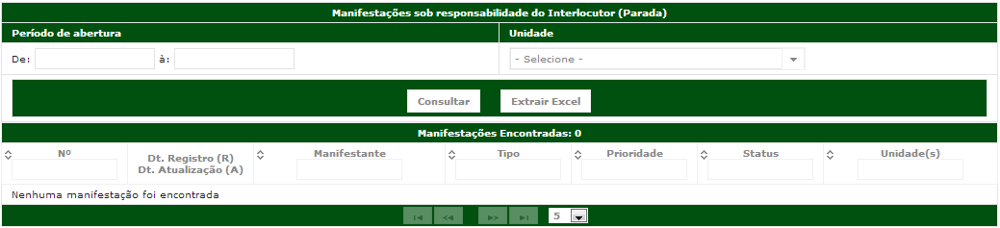 Manifestações sob responsabilidade do Interlocutor (Parada)
Período de abertura Unidade
De: à: - Selecione -
Consultar Extrair Excel
Manifestações Encontradas: 0
Nº Dt. Registro (R) Manifestante Tipo Prioridade Status Unidade(s)
Dt. Atualização (A)
Nenhuma manifestação foi encontrada
5